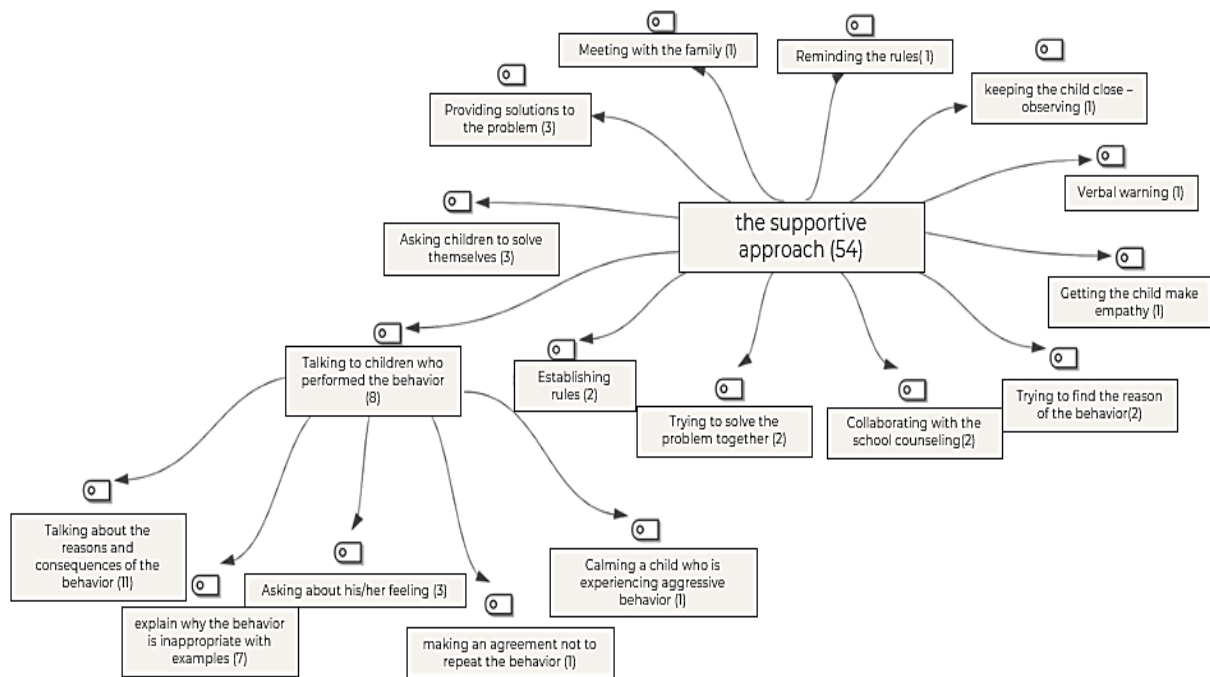 Meeting with the family (1)
Reminding the rules( 1)
keeping the child close –
observing (1)
Providing solutions to
the problem (3)
Verbal warning (1)
the supportive
approach (54)
Asking children to solve
themselves (3)
Getting the child make
empathy (1)
Talking to children who
performed the behavior
(8)
Establishing
rules (2)
Trying to solve the
problem together (2)
Collaborating with the
school counseling(2)
Trying to find the reason
of the behavior(2)
Talking about the
reasons and
consequences of the
behavior (11)
explain why the behavior
is inappropriate with
examples (7)
Asking about his/her feeling (3)
making an agreement not to
repeat the behavior (1)
Calming a child who is
experiencing aggressive
behavior (1)